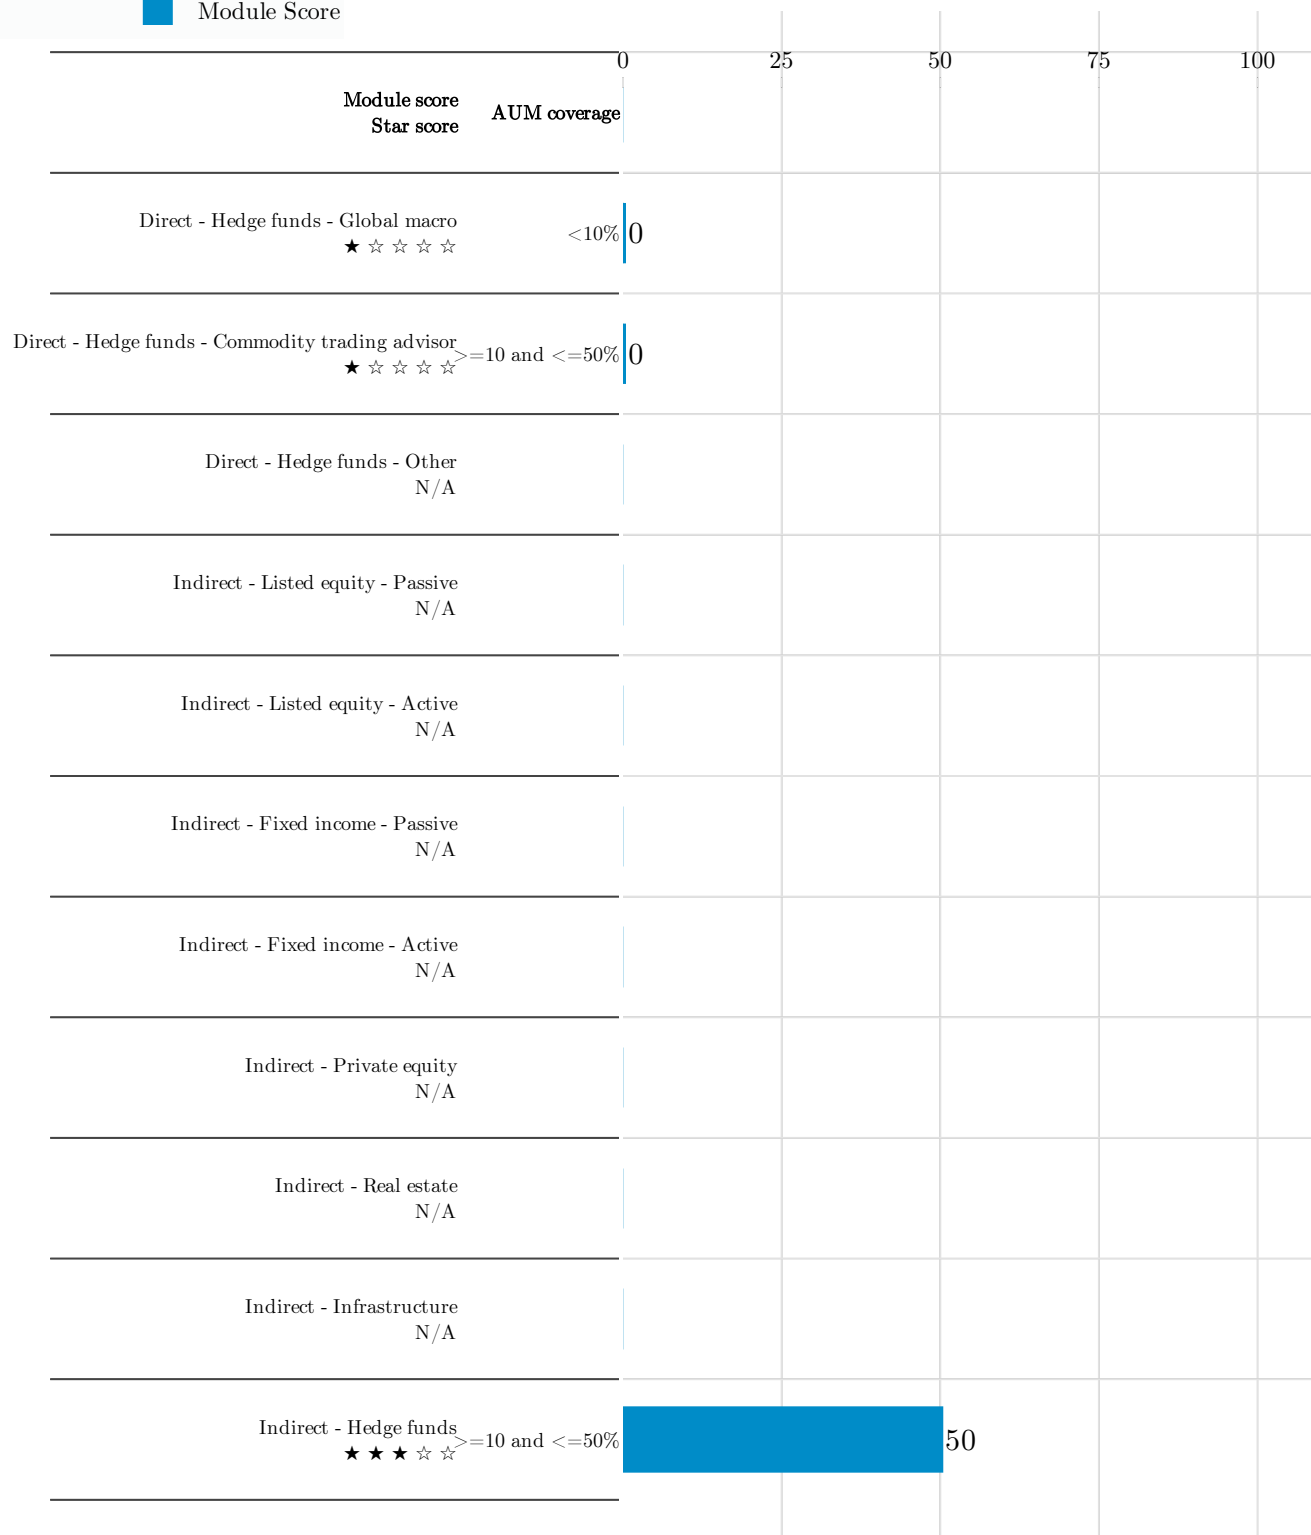 Module Score
0 25 50 75 100
Module score
Star score
AUM coverage
Direct - Hedge funds - Global macro
★ ☆ ☆ ☆ ☆
<10%
0
Direct - Hedge funds - Commodity trading advisor
★ ☆ ☆ ☆ ☆
>=10 and <=50%
0
Direct - Hedge funds - Other
N/A
Indirect - Listed equity - Passive
N/A
Indirect - Listed equity - Active
N/A
Indirect - Fixed income - Passive
N/A
Indirect - Fixed income - Active
N/A
Indirect - Private equity
N/A
Indirect - Real estate
N/A
Indirect - Infrastructure
N/A
Indirect - Hedge funds
★ ★ ★ ☆ ☆
>=10 and <=50%
50